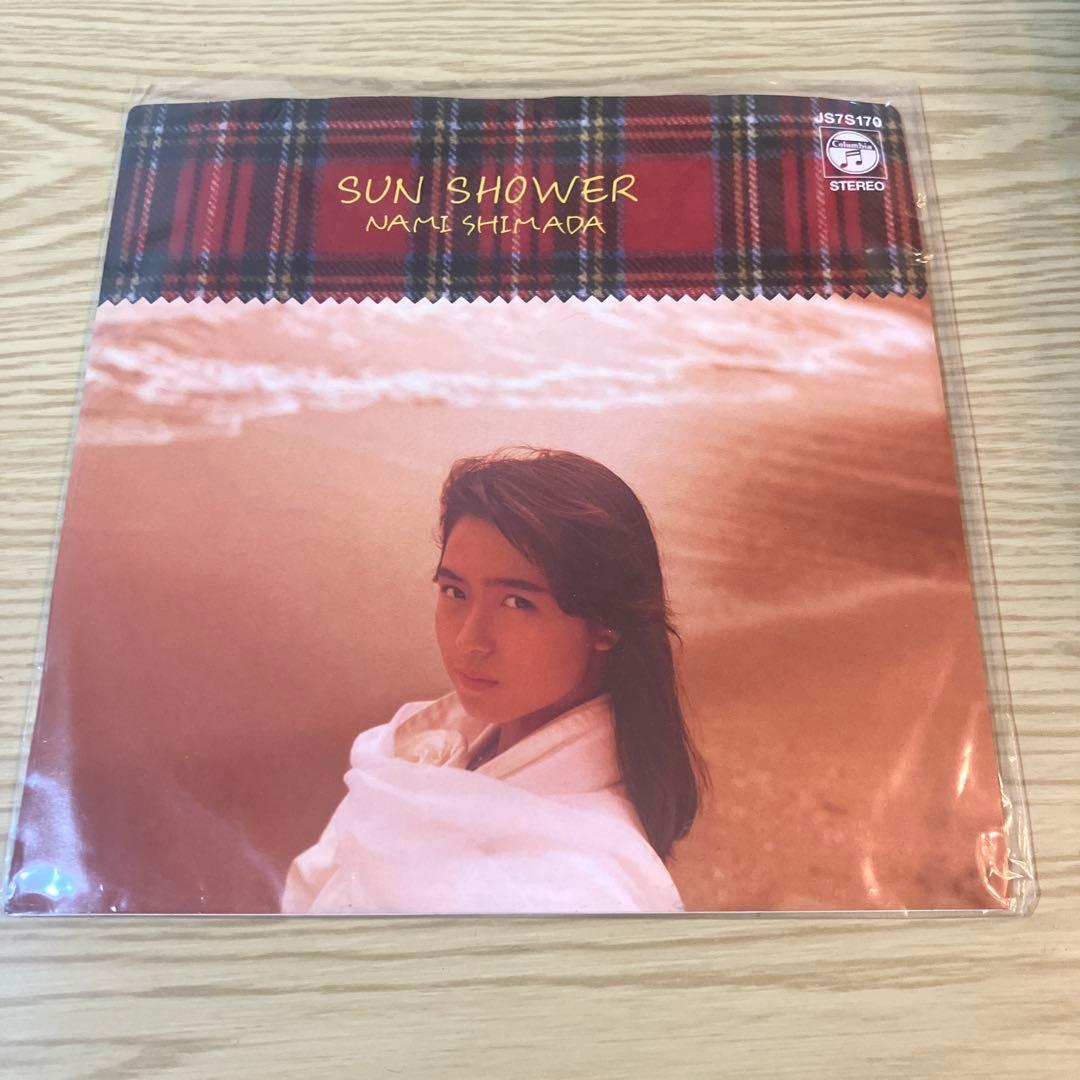 JS7S170
Columbia
STEREO
SUN SHOWER
NAMI SHIMADA